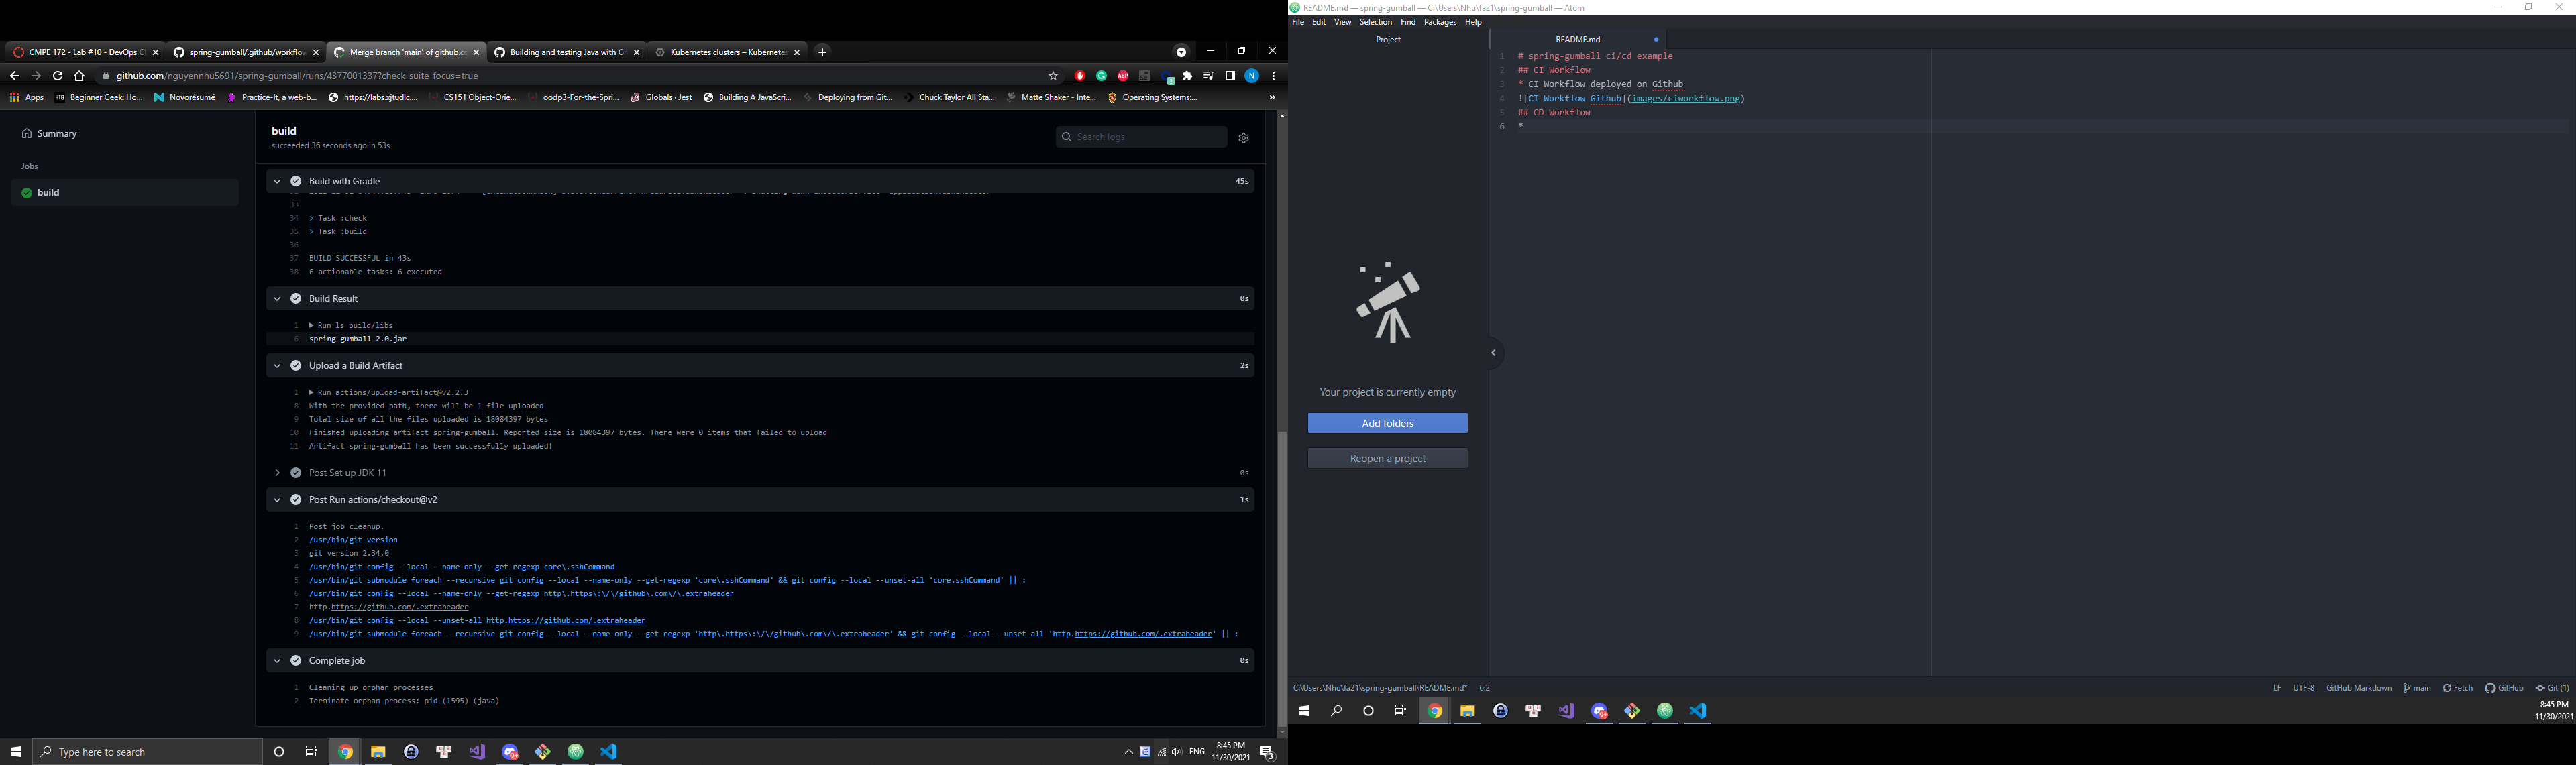 CMPE 172 - Lab #10 - DevOps CI
spring-gumball/.github/workflow
Merge branch 'main' of github.co
Building and testing Java with Gr
Kubernetes clusters – Kubernetes
github.com/nguyennhu5691/spring-gumball/runs/4377001337?check_suite_focus=true
Apps
Beginner Geek: Ho...
Novorésumé
Practice-It, a web-b...
https://labs.xjtudlc....
CS151 Object-Orie...
oodp3-For-the-Spri...
Globals · Jest
Building A JavaScri...
Deploying from Git...
Chuck Taylor All Sta...
Matte Shaker - Inte...
Operating Systems:...
»
Summary
Jobs
build
build
succeeded 36 seconds ago in 53s
Search logs
Build with Gradle 45s
33
34 > Task :check
35 > Task :build
36
37 BUILD SUCCESSFUL in 43s
38 6 actionable tasks: 6 executed
Build Result 0s
1 ▶ Run ls build/libs
6 spring-gumball-2.0.jar
Upload a Build Artifact 2s
1 ▶ Run actions/upload-artifact@v2.2.3
8 With the provided path, there will be 1 file uploaded
9 Total size of all the files uploaded is 18084397 bytes
10 Finished uploading artifact spring-gumball. Reported size is 18084397 bytes. There were 0 items that failed to upload
11 Artifact spring-gumball has been successfully uploaded!
Post Set up JDK 11 0s
Post Run actions/checkout@v2 1s
1 Post job cleanup.
2 /usr/bin/git version
3 git version 2.34.0
4 /usr/bin/git config --local --name-only --get-regexp core\.sshCommand
5 /usr/bin/git submodule foreach --recursive git config --local --name-only --get-regexp 'core\.sshCommand' && git config --local --unset-all 'core.sshCommand' || :
6 /usr/bin/git config --local --name-only --get-regexp http\.https\:\/\/github\.com\/\.extraheader
7 http.https://github.com/.extraheader
8 /usr/bin/git config --local --unset-all http.https://github.com/.extraheader
9 /usr/bin/git submodule foreach --recursive git config --local --name-only --get-regexp 'http\.https\:\/\/github\.com\/\.extraheader' && git config --local --unset-all 'http.https://github.com/.extraheader' || :
Complete job 0s
1 Cleaning up orphan processes
2 Terminate orphan process: pid (1595) (java)
Type here to search
ENG
8:45 PM
11/30/2021
3
README.md — spring-gumball — C:\Users\Nhu\fa21\spring-gumball — Atom
File Edit View Selection Find Packages Help
Project
README.md
1 # spring-gumball ci/cd example
2 ## CI Workflow
3 * CI Workflow deployed on Github
4 ![CI Workflow Github](images/ciworkflow.png)
5 ## CD Workflow
6 *
Your project is currently empty
Add folders
Reopen a project
C:\Users\Nhu\fa21\spring-gumball\README.md* 6:2
LF UTF-8 GitHub Markdown main Fetch GitHub Git (1)
8:45 PM
11/30/2021